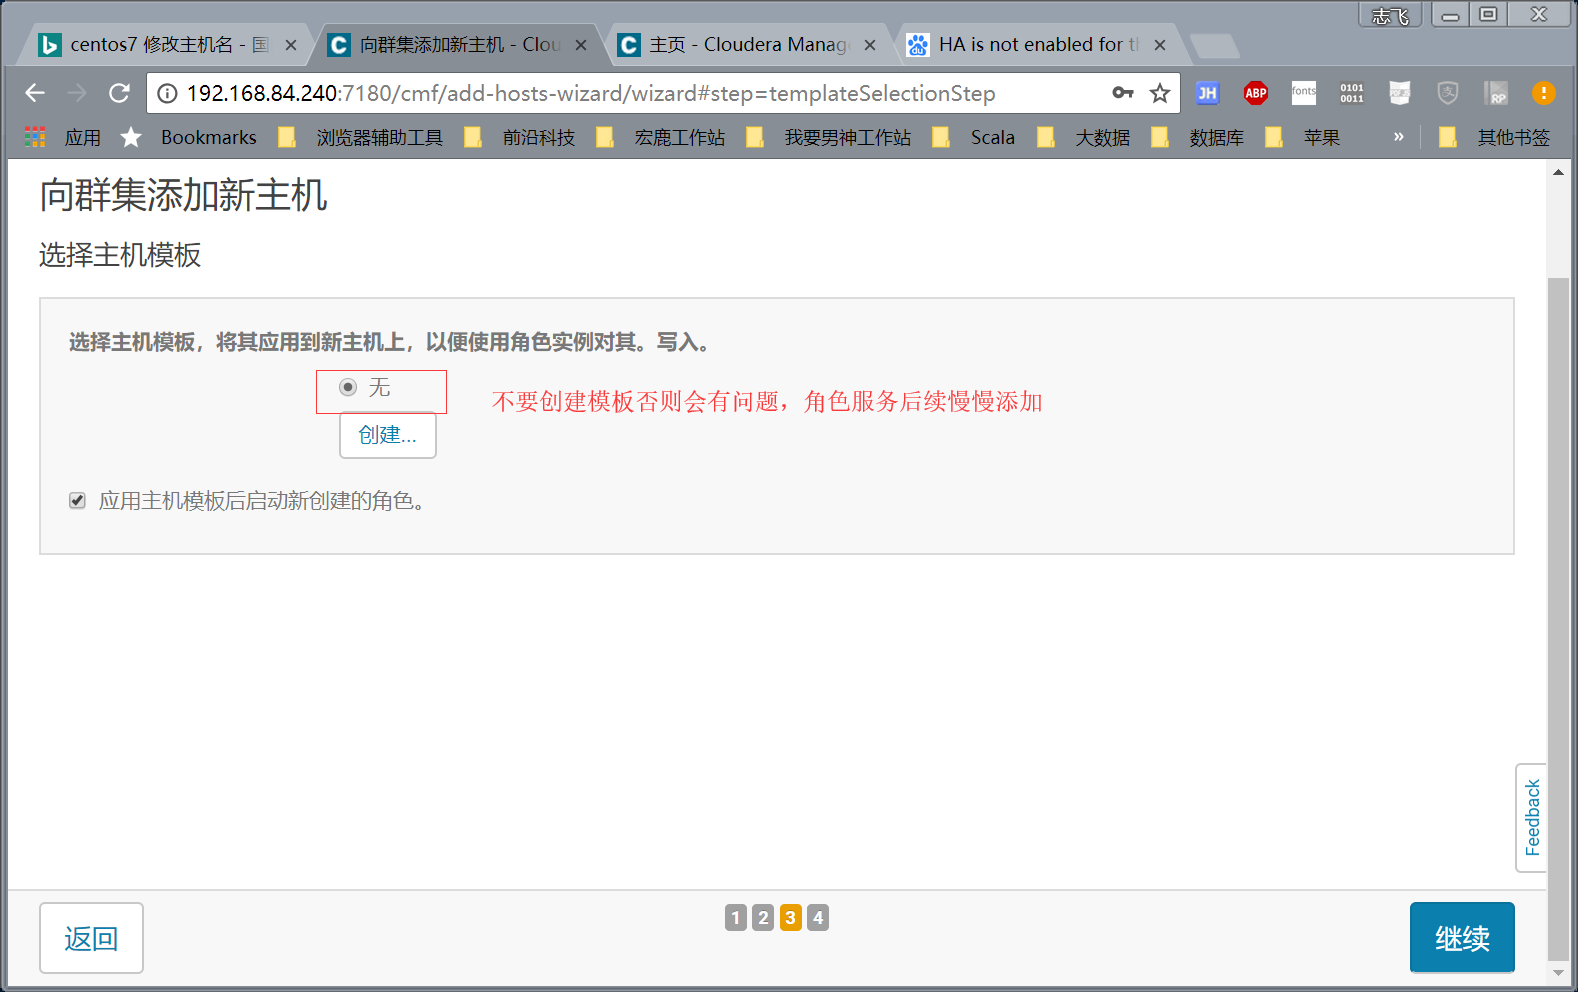 志飞
centos7 修改主机名 - 国
向群集添加新主机 - Clou
主页 - Cloudera Manag
HA is not enabled for th
192.168.84.240:7180/cmf/add-hosts-wizard/wizard#step=templateSelectionStep
JH
ABP
fonts
0101
0011
RP
应用
Bookmarks
浏览器辅助工具
前沿科技
宏鹿工作站
我要男神工作站
Scala
大数据
数据库
苹果
»
其他书签
向群集添加新主机
选择主机模板
选择主机模板，将其应用到新主机上，以便使用角色实例对其。写入。
无
不要创建模板否则会有问题，角色服务后续慢慢添加
创建...
应用主机模板后启动新创建的角色。
Feedback
返回
1 2 3 4
继续